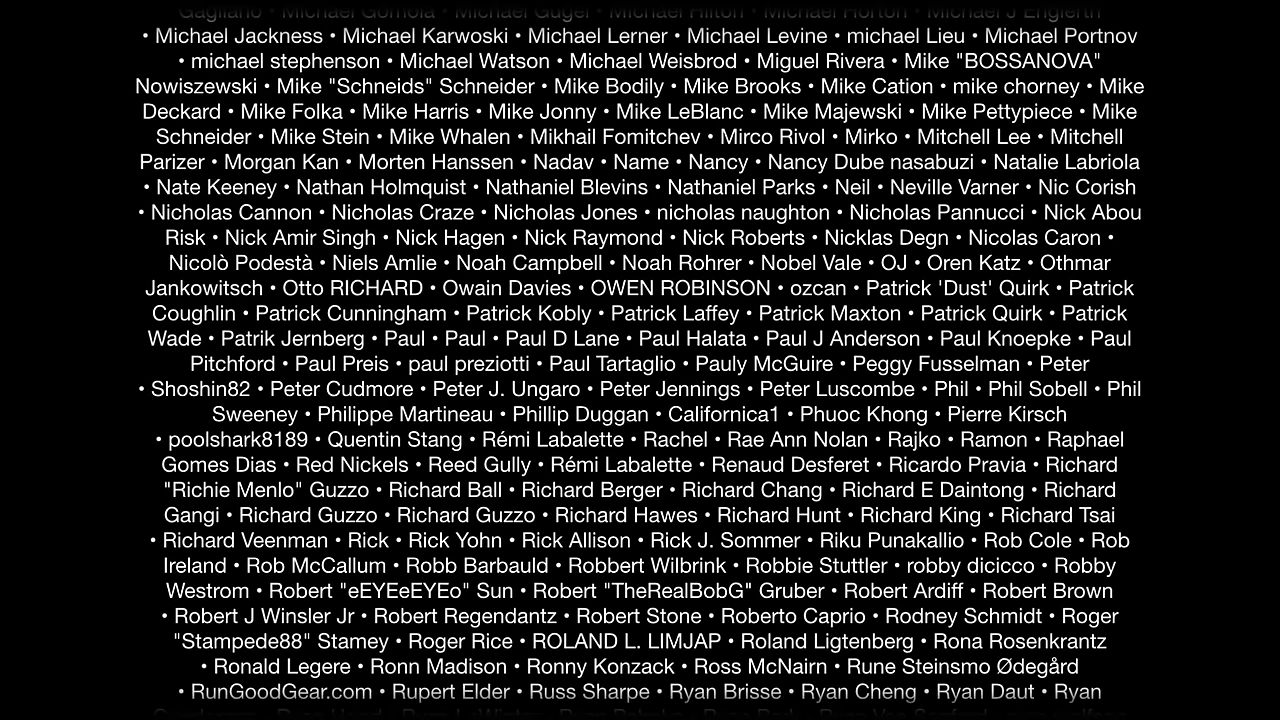 Gagliano • Michael Gomola • Michael Gugel • Michael Hilton • Michael Horton • Michael J Englerth
• Michael Jackness • Michael Karwoski • Michael Lerner • Michael Levine • michael Lieu • Michael Portnov
• michael stephenson • Michael Watson • Michael Weisbrod • Miguel Rivera • Mike "BOSSANOVA"
Nowiszewski • Mike "Schneids" Schneider • Mike Bodily • Mike Brooks • Mike Cation • mike chorney • Mike
Deckard • Mike Folka • Mike Harris • Mike Jonny • Mike LeBlanc • Mike Majewski • Mike Pettypiece • Mike
Schneider • Mike Stein • Mike Whalen • Mikhail Fomitchev • Mirco Rivol • Mirko • Mitchell Lee • Mitchell
Parizer • Morgan Kan • Morten Hanssen • Nadav • Name • Nancy • Nancy Dube nasabuzi • Natalie Labriola
• Nate Keeney • Nathan Holmquist • Nathaniel Blevins • Nathaniel Parks • Neil • Neville Varner • Nic Corish
• Nicholas Cannon • Nicholas Craze • Nicholas Jones • nicholas naughton • Nicholas Pannucci • Nick Abou
Risk • Nick Amir Singh • Nick Hagen • Nick Raymond • Nick Roberts • Nicklas Degn • Nicolas Caron •
Nicolò Podestà • Niels Amlie • Noah Campbell • Noah Rohrer • Nobel Vale • OJ • Oren Katz • Othmar
Jankowitsch • Otto RICHARD • Owain Davies • OWEN ROBINSON • ozcan • Patrick 'Dust' Quirk • Patrick
Coughlin • Patrick Cunningham • Patrick Kobly • Patrick Laffey • Patrick Maxton • Patrick Quirk • Patrick
Wade • Patrik Jernberg • Paul • Paul • Paul D Lane • Paul Halata • Paul J Anderson • Paul Knoepke • Paul
Pitchford • Paul Preis • paul preziotti • Paul Tartaglio • Pauly McGuire • Peggy Fusselman • Peter
• Shoshin82 • Peter Cudmore • Peter J. Ungaro • Peter Jennings • Peter Luscombe • Phil • Phil Sobell • Phil
Sweeney • Philippe Martineau • Phillip Duggan • Californica1 • Phuoc Khong • Pierre Kirsch
• poolshark8189 • Quentin Stang • Rémi Labalette • Rachel • Rae Ann Nolan • Rajko • Ramon • Raphael
Gomes Dias • Red Nickels • Reed Gully • Rémi Labalette • Renaud Desferet • Ricardo Pravia • Richard
"Richie Menlo" Guzzo • Richard Ball • Richard Berger • Richard Chang • Richard E Daintong • Richard
Gangi • Richard Guzzo • Richard Guzzo • Richard Hawes • Richard Hunt • Richard King • Richard Tsai
• Richard Veenman • Rick • Rick Yohn • Rick Allison • Rick J. Sommer • Riku Punakallio • Rob Cole • Rob
Ireland • Rob McCallum • Robb Barbauld • Robbert Wilbrink • Robbie Stuttler • robby dicicco • Robby
Westrom • Robert "eEYEeEYEo" Sun • Robert "TheRealBobG" Gruber • Robert Ardiff • Robert Brown
• Robert J Winsler Jr • Robert Regendantz • Robert Stone • Roberto Caprio • Rodney Schmidt • Roger
"Stampede88" Stamey • Roger Rice • ROLAND L. LIMJAP • Roland Ligtenberg • Rona Rosenkrantz
• Ronald Legere • Ronn Madison • Ronny Konzack • Ross McNairn • Rune Steinsmo Ødegård
• RunGoodGear.com • Rupert Elder • Russ Sharpe • Ryan Brisse • Ryan Cheng • Ryan Daut • Ryan